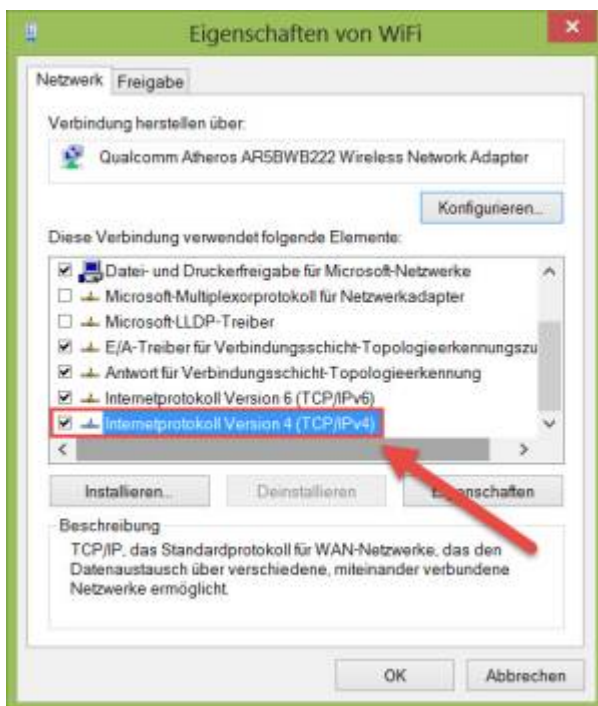 Eigenschaften von WiFi
Netzwerk Freigabe
Verbindung herstellen über:
Qualcomm Atheros AR5BWB222 Wireless Network Adapter
Konfigurieren...
Diese Verbindung verwendet folgende Elemente:
Datei- und Druckerfreigabe für Microsoft-Netzwerke
Microsoft-Multiplexorprotokoll für Netzwerkadapter
Microsoft-LLDP-Treiber
E/A-Treiber für Verbindungsschicht-Topologieerkennungszu
Antwort für Verbindungsschicht-Topologieerkennung
Internetprotokoll Version 6 (TCP/IPv6)
Internetprotokoll Version 4 (TCP/IPv4)
Installieren... Deinstallieren Eigenschaften
Beschreibung
TCP/IP, das Standardprotokoll für WAN-Netzwerke, das den
Datenaustausch über verschiedene, miteinander verbundene
Netzwerke ermöglicht.
OK Abbrechen